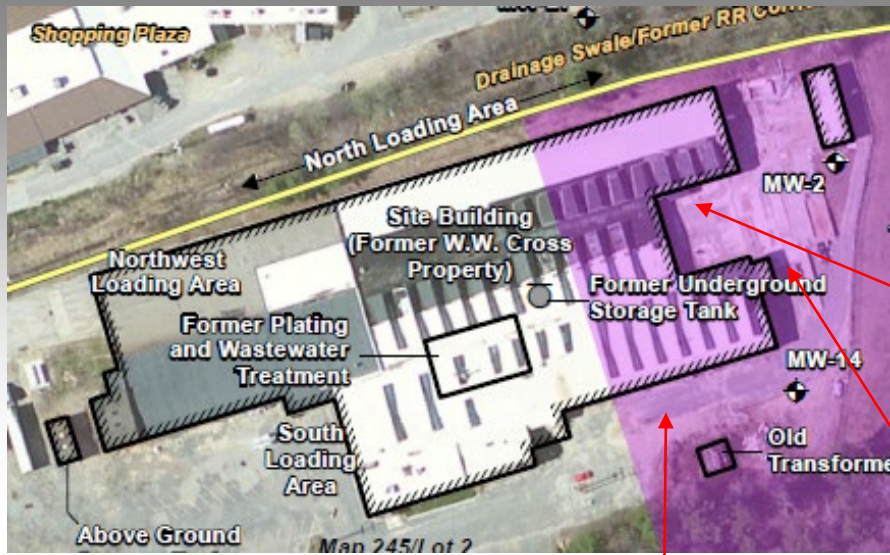 Shopping Plaza
Drainage Swale/Former RR
North Loading Area
MW-2
Site Building
(Former W.W. Cross
Property)
Northwest
Loading Area
Former Underground
Storage Tank
Former Plating
and Wastewater
Treatment
MW-14
South
Loading
Area
Old
Transforme
Above Ground
Map 245/Lot 2